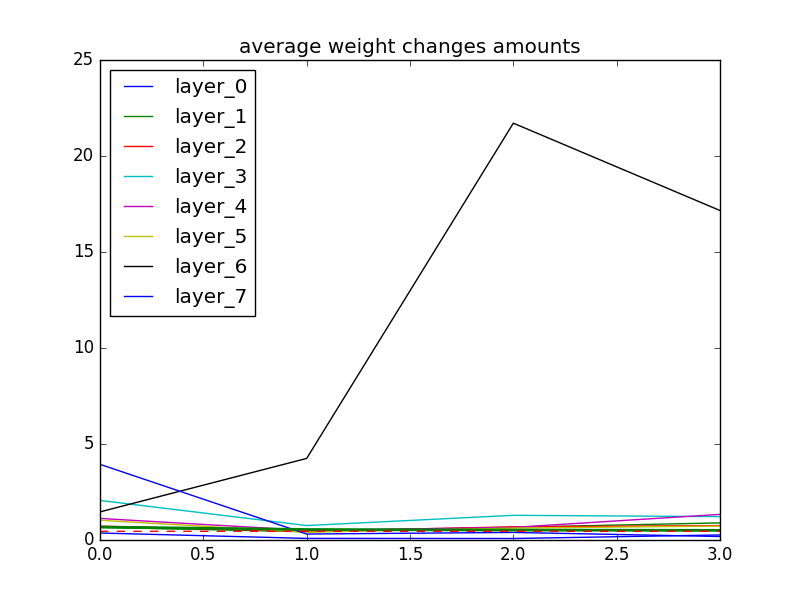 average weight changes amounts
25
20
15
10
5
0
layer_0
layer_1
layer_2
layer_3
layer_4
layer_5
layer_6
layer_7
0.0 0.5 1.0 1.5 2.0 2.5 3.0